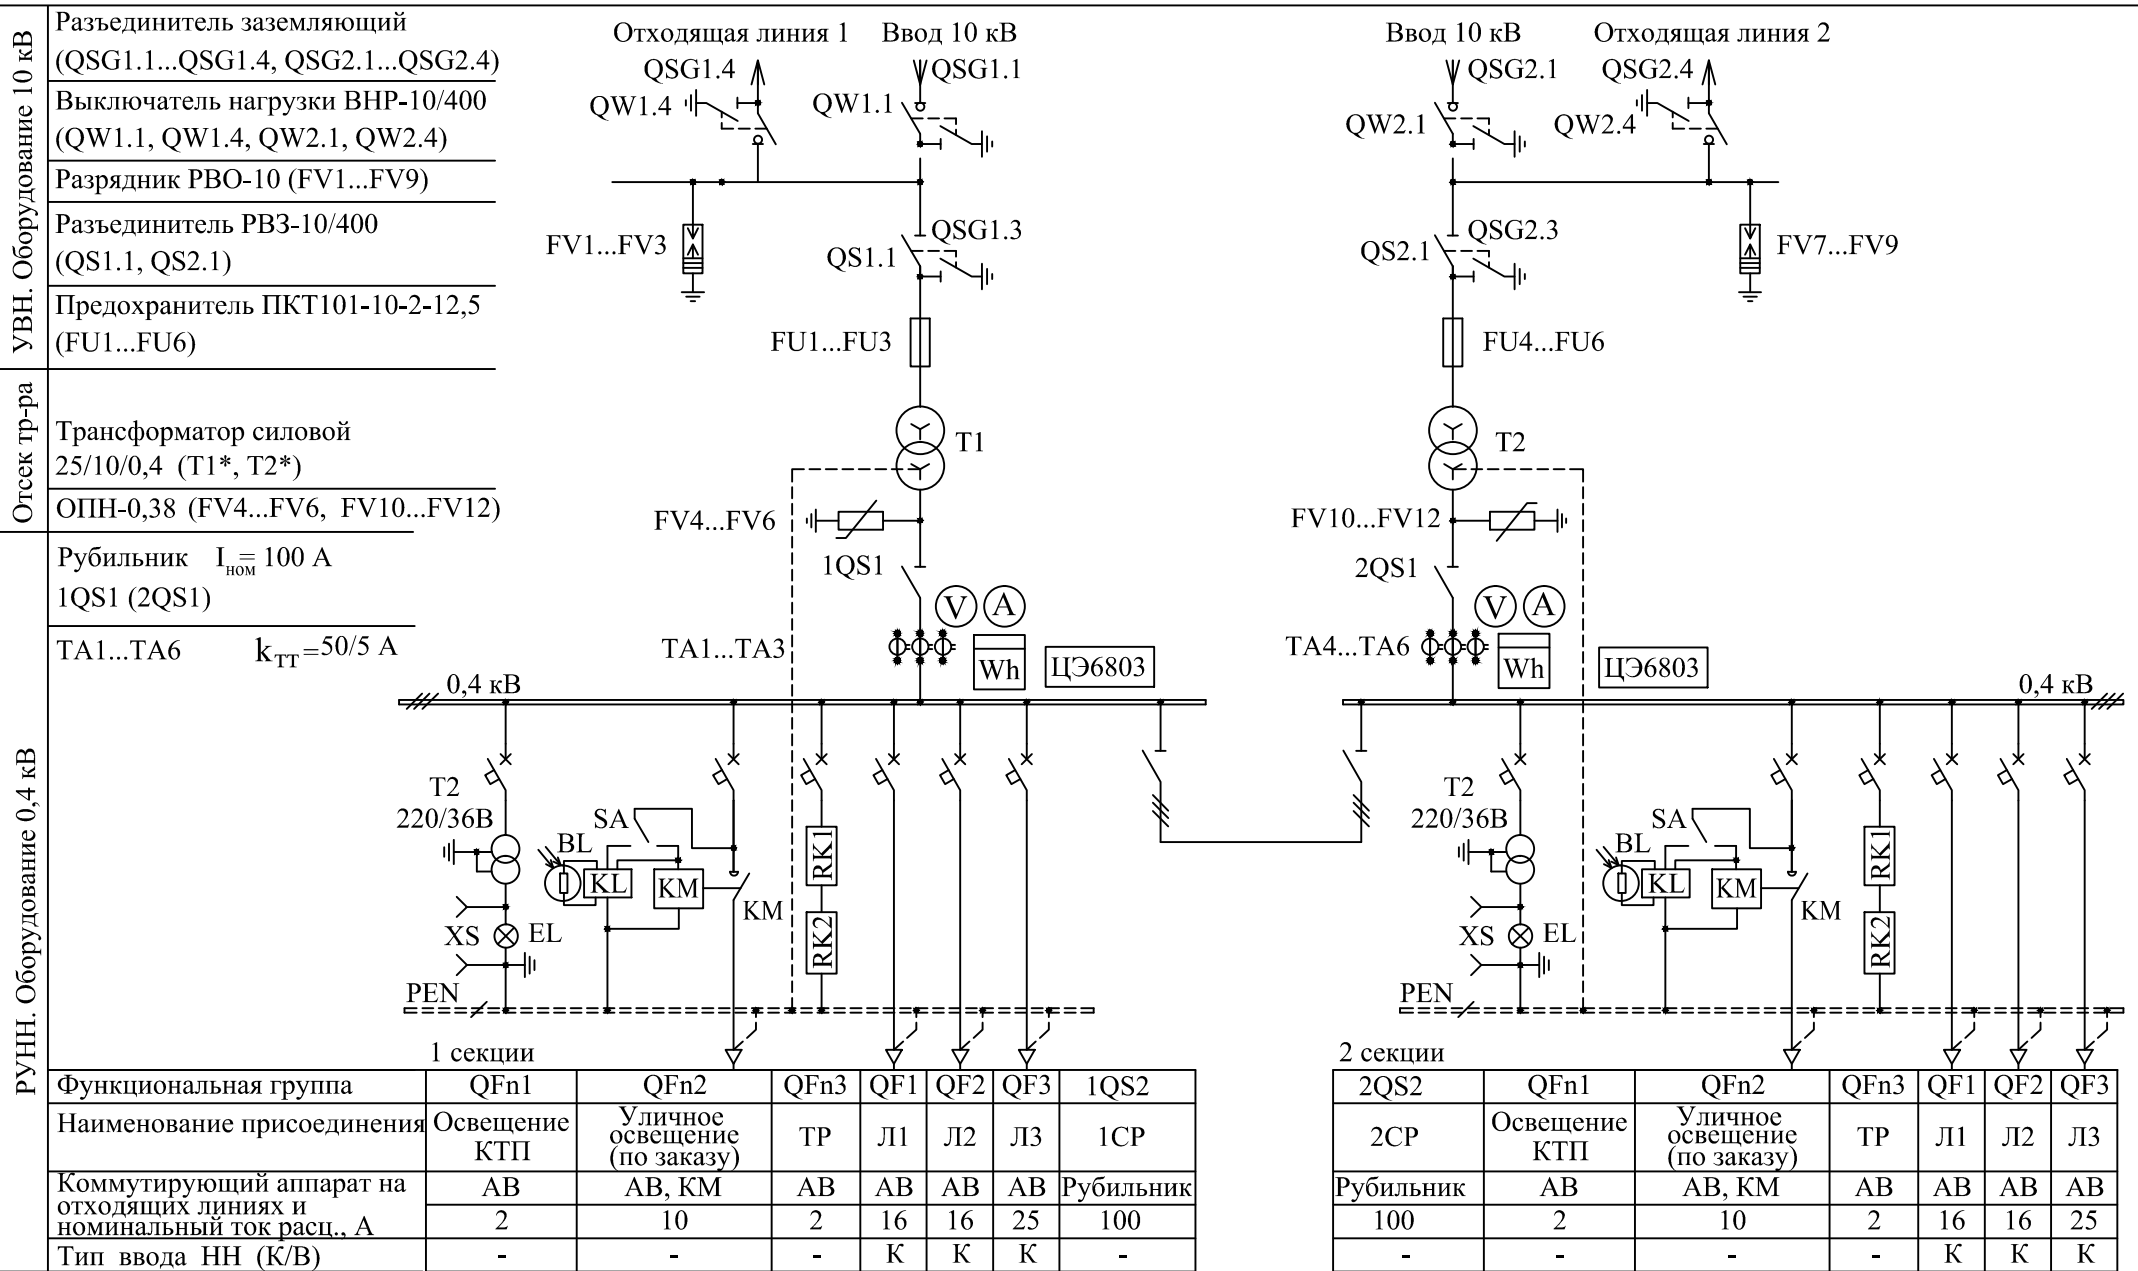 УВН. Оборудование 10 кВ
Разъединитель заземляющий
(QSG1.1...QSG1.4, QSG2.1...QSG2.4)
Выключатель нагрузки ВНР-10/400
(QW1.1, QW1.4, QW2.1, QW2.4)
Разрядник РВО-10 (FV1...FV9)
Разъединитель РВЗ-10/400
(QS1.1, QS2.1)
Предохранитель ПКТ101-10-2-12,5
(FU1...FU6)
Отсек тр-ра
Трансформатор силовой
25/10/0,4 (Т1*, Т2*)
ОПН-0,38 (FV4...FV6, FV10...FV12)
РУНН. Оборудование 0,4 кВ
Рубильник Iном = 100 А
1QS1 (2QS1)
ТА1...ТА6 kТТ=50/5 А
Отходящая линия 1 Ввод 10 кВ
QSG1.4 QSG1.1
QW1.4 QW1.1
QSG1.3
FV1...FV3 QS1.1
FU1...FU3
Т1
FV4...FV6
1QS1
V A
ТА1...ТА3 Wh ЦЭ6803
0,4 кВ
Т2
220/36В
SA
BL
KL KM
KM
RK1
RK2
XS EL
PEN
1 секции
Ввод 10 кВ Отходящая линия 2
QSG2.1 QSG2.4
QW2.1 QW2.4
QSG2.3
QS2.1 FV7...FV9
FU4...FU6
Т2
FV10...FV12
2QS1
V A
ТА4...ТА6 Wh ЦЭ6803
0,4 кВ
Т2
220/36В
SA
BL
KL KM
KM
RK1
RK2
XS EL
PEN
2 секции
Функциональная группа QFn1 QFn2 QFn3 QF1 QF2 QF3 1QS2 2QS2 QFn1 QFn2 QFn3 QF1 QF2 QF3
Наименование присоединения
Освещение
КТП
Уличное
освещение
(по заказу)
ТР Л1 Л2 Л3 1СР
2СР
Освещение
КТП
Уличное
освещение
(по заказу)
ТР Л1 Л2 Л3
Коммутирующий аппарат на
отходящих линиях и
номинальный ток расц., А
АВ АВ, КМ АВ АВ АВ АВ Рубильник Рубильник АВ АВ, КМ АВ АВ АВ АВ
2 10 2 16 16 25 100 100 2 10 2 16 16 25
Тип ввода НН (К/В) - - - К К К - - - - - К К К